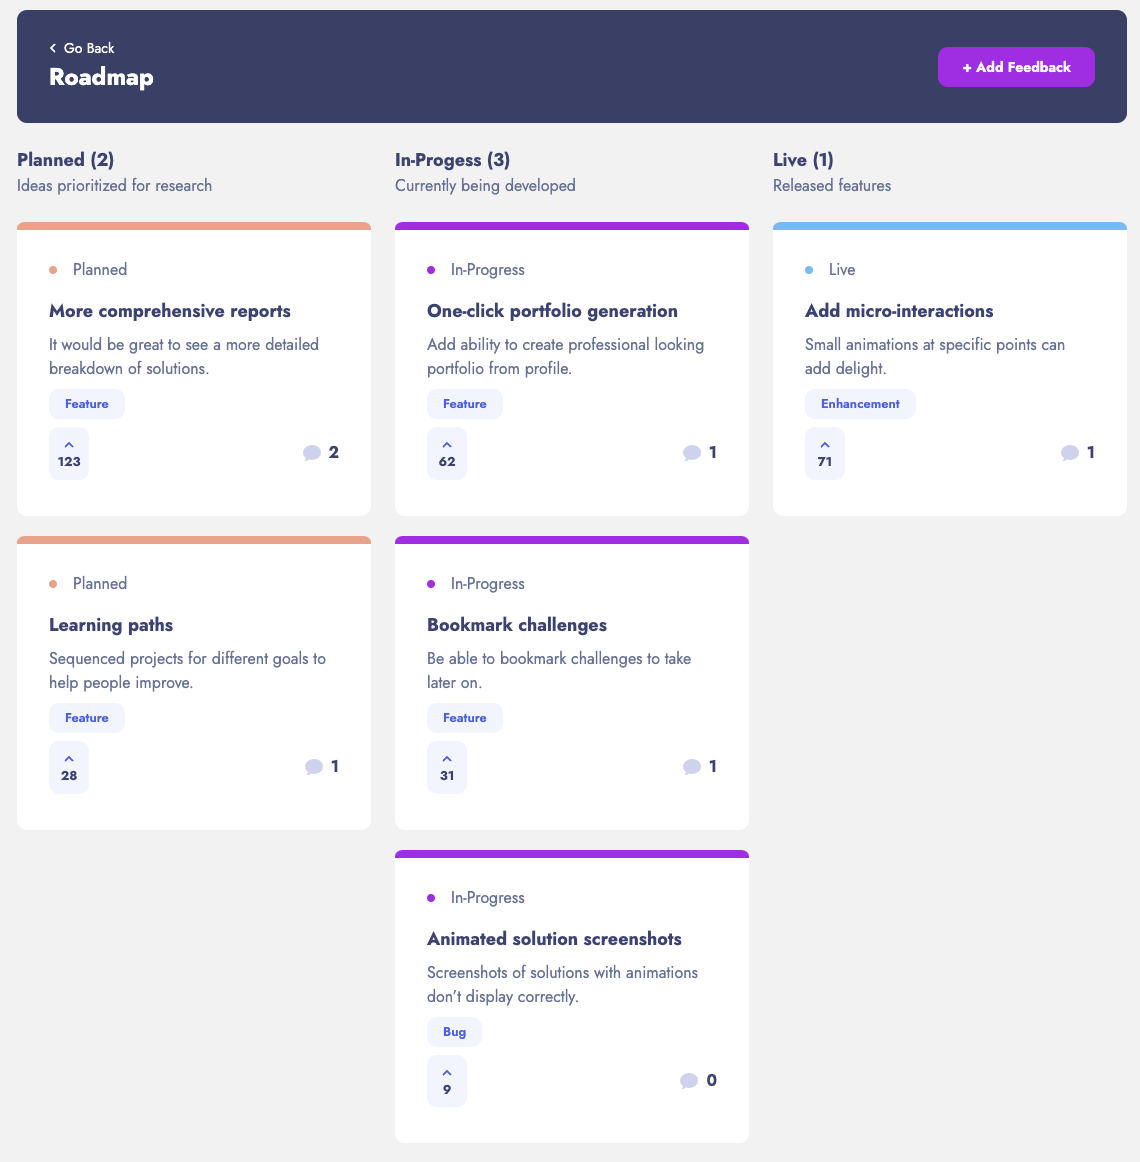 Go Back
Roadmap
+ Add Feedback
Planned (2)
Ideas prioritized for research
Planned
More comprehensive reports
It would be great to see a more detailed
breakdown of solutions.
Feature
123
2
Planned
Learning paths
Sequenced projects for different goals to
help people improve.
Feature
28
1
In-Progess (3)
Currently being developed
In-Progress
One-click portfolio generation
Add ability to create professional looking
portfolio from profile.
Feature
62
1
In-Progress
Bookmark challenges
Be able to bookmark challenges to take
later on.
Feature
31
1
In-Progress
Animated solution screenshots
Screenshots of solutions with animations
don’t display correctly.
Bug
9
0
Live (1)
Released features
Live
Add micro-interactions
Small animations at specific points can
add delight.
Enhancement
71
1